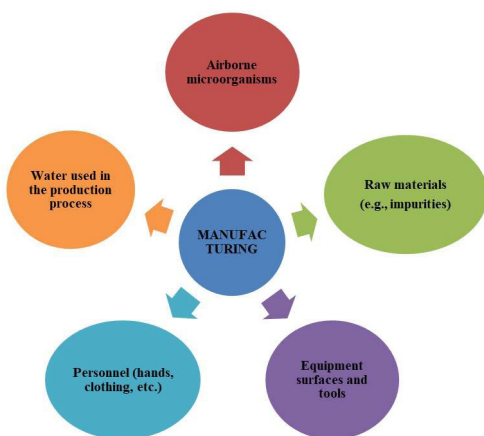 Airborne
microorganisms
Water used in
the production
process
Raw materials
(e.g., impurities)
MANUFAC
TURING
Personnel (hands,
clothing, etc.)
Equipment
surfaces and
tools